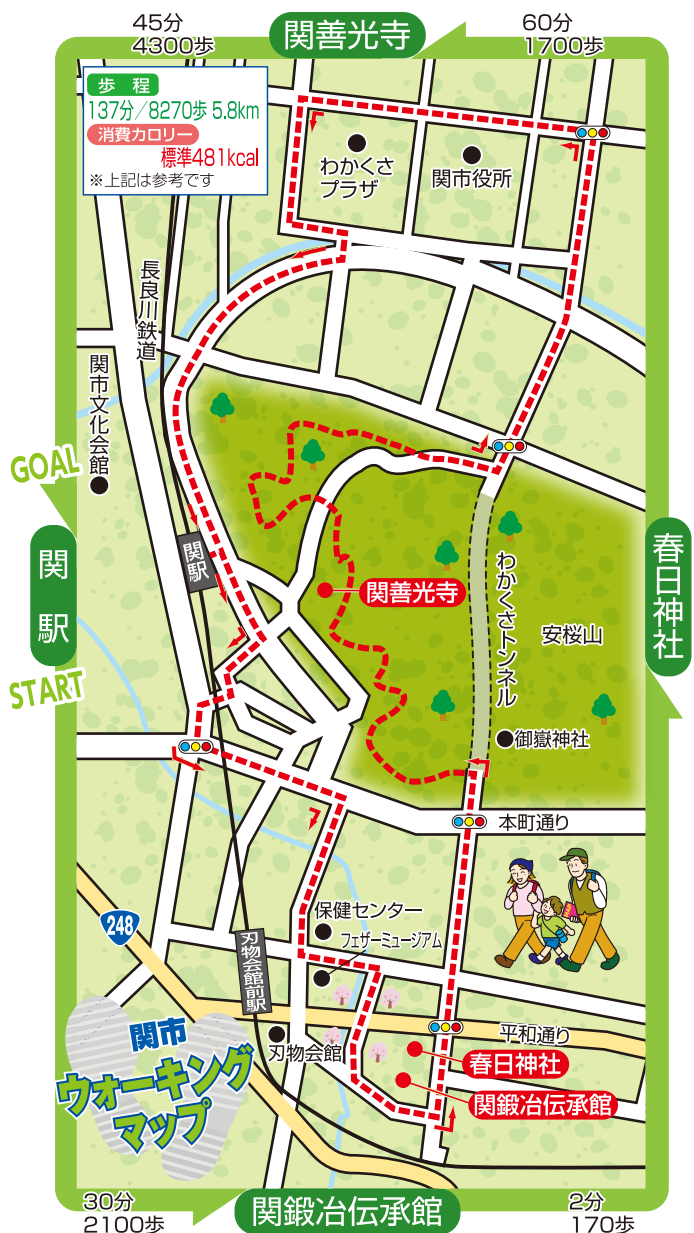 45分
4300歩
関善光寺
60分
1700歩
歩 程
137分/8270歩 5.8km
消費カロリー
標準481kcal
※上記は参考です
わかくさ
プラザ
関市役所
長良川鉄道
関市文化会館
GOAL
関駅
START
関駅
関善光寺
わかくさトンネル
安桜山
春日神社
御嶽神社
本町通り
保健センター
フェザーミュージアム
248
刃物会館前駅
刃物会館
平和通り
春日神社
関鍛冶伝承館
関市
ウォーキング
マップ
30分
2100歩
関鍛冶伝承館
2分
170歩